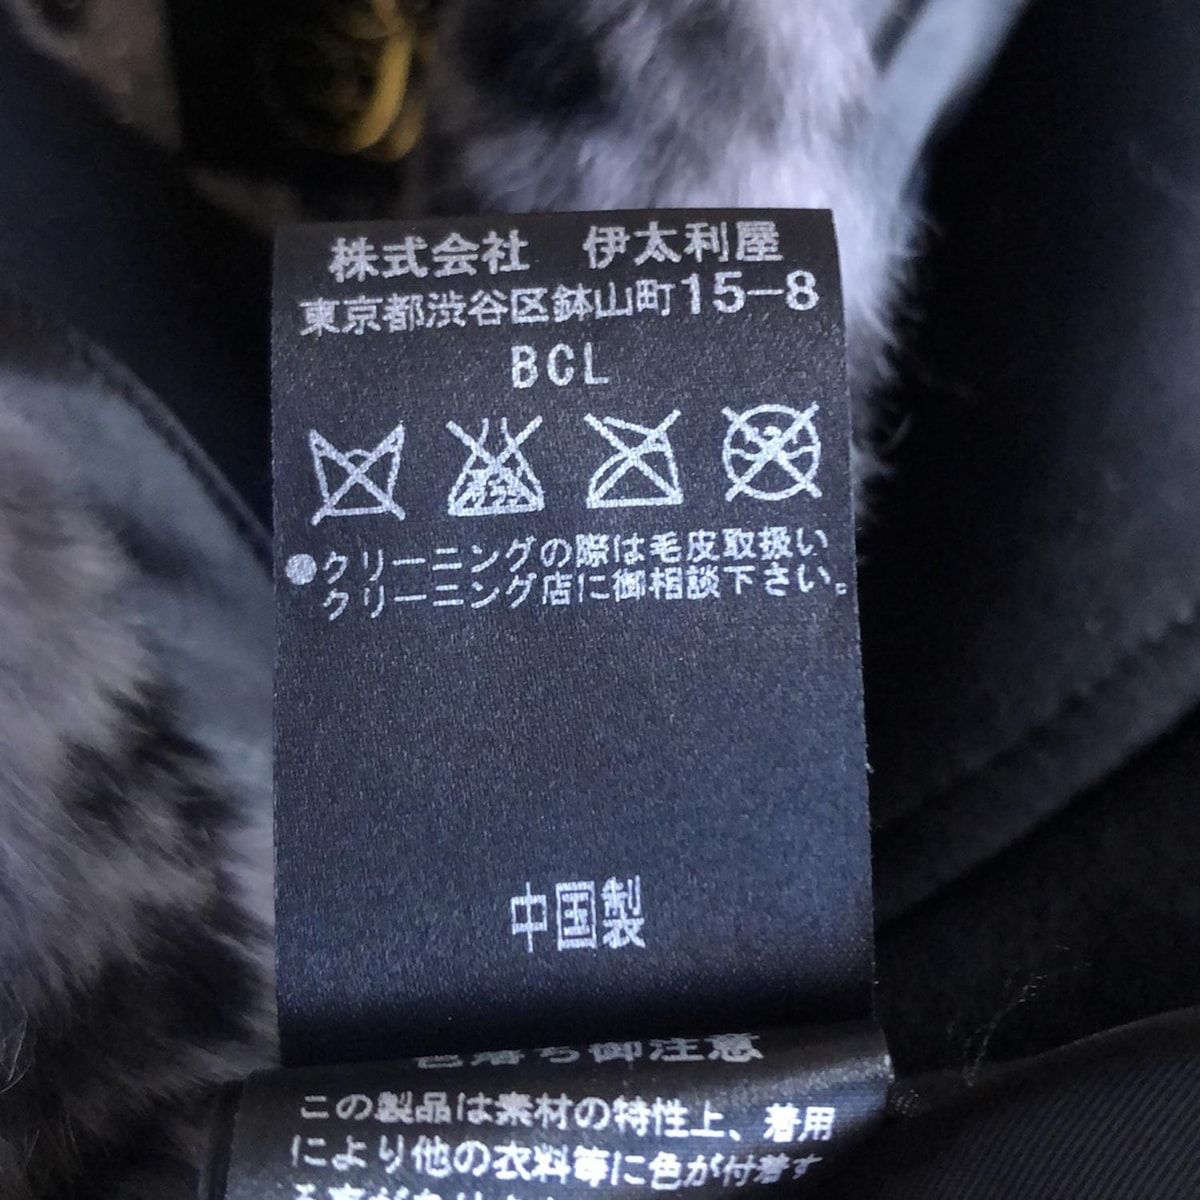 株式会社 伊太利屋
東京都渋谷区鉢山町15-8
BCL
●クリーニングの際は毛皮取扱い
クリーニング店に御相談下さい。
中国製
色落ち御注意
この製品は素材の特性上、着用
により他の衣料等に色が付着す